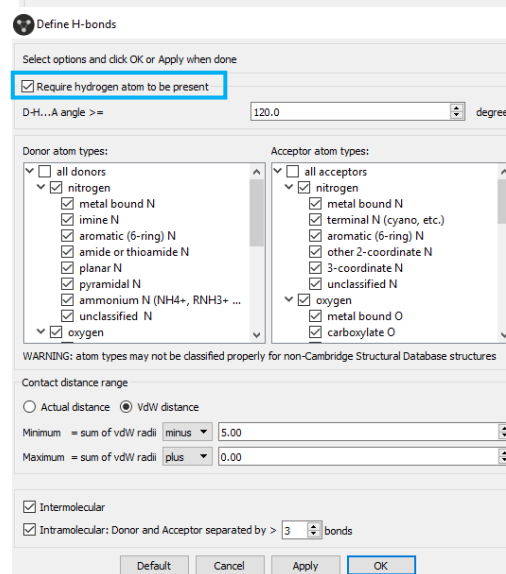 Define H-bonds
Select options and click OK or Apply when done
Require hydrogen atom to be present
D-H...A angle >= 120.0 degree
Donor atom types: Acceptor atom types:
all donors all acceptors
nitrogen nitrogen
metal bound N metal bound N
imine N terminal N (cyano, etc.)
aromatic (6-ring) N aromatic (6-ring) N
amide or thioamide N other 2-coordinate N
planar N 3-coordinate N
pyramidal N unclassified N
ammonium N (NH4+, RNH3+ ... oxygen
unclassified N metal bound O
oxygen carboxylate O
WARNING: atom types may not be classified properly for non-Cambridge Structural Database structures
Contact distance range
Actual distance VdW distance
Minimum = sum of vdW radii minus 5.00
Maximum = sum of vdW radii plus 0.00
Intermolecular
Intramolecular: Donor and Acceptor separated by > 3 bonds
Default Cancel Apply OK